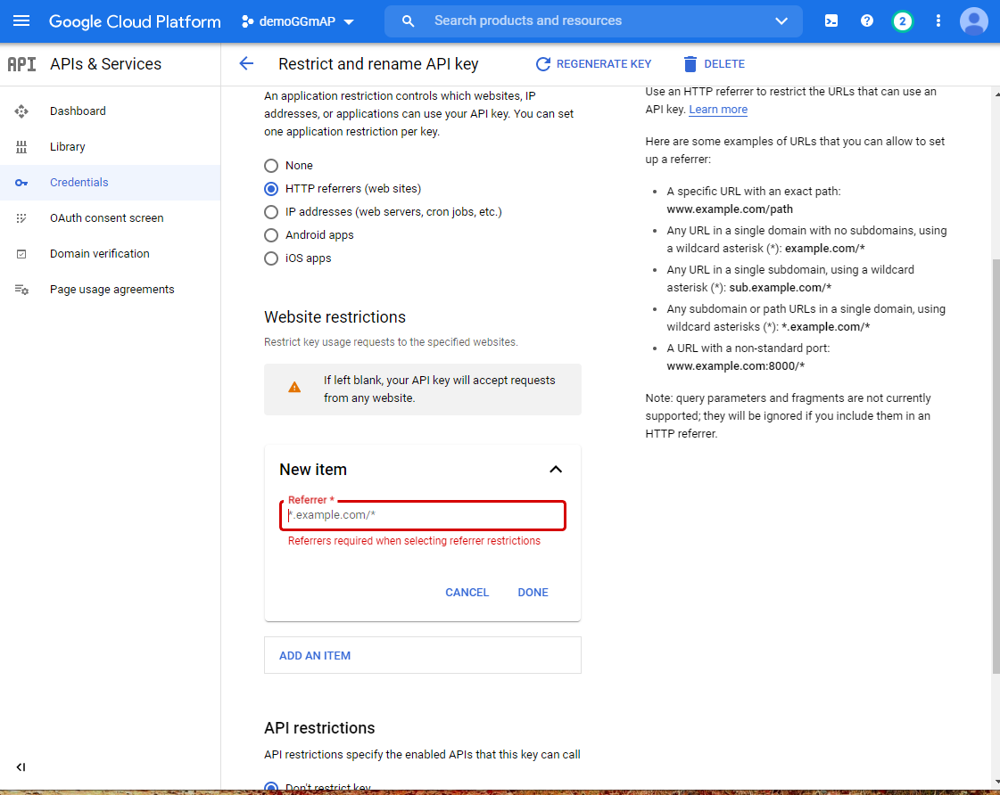 Google Cloud Platform
demoGGmAP
Search products and resources
2
API APIs & Services
Restrict and rename API key
REGENERATE KEY
DELETE
Dashboard
Library
Credentials
OAuth consent screen
Domain verification
Page usage agreements
An application restriction controls which websites, IP
addresses, or applications can use your API key. You can set
one application restriction per key.
None
HTTP referrers (web sites)
IP addresses (web servers, cron jobs, etc.)
Android apps
iOS apps
Website restrictions
Restrict key usage requests to the specified websites.
If left blank, your API key will accept requests
from any website.
New item
Referrer *
*.example.com/*
Referrers required when selecting referrer restrictions
CANCEL
DONE
ADD AN ITEM
API restrictions
API restrictions specify the enabled APIs that this key can call
Don't restrict key
Use an HTTP referrer to restrict the URLs that can use an
API key. Learn more
Here are some examples of URLs that you can allow to set
up a referrer:
• A specific URL with an exact path:
www.example.com/path
• Any URL in a single domain with no subdomains, using
a wildcard asterisk (*): example.com/*
• Any URL in a single subdomain, using a wildcard
asterisk (*): sub.example.com/*
• Any subdomain or path URLs in a single domain, using
wildcard asterisks (*): *.example.com/*
• A URL with a non-standard port:
www.example.com:8000/*
Note: query parameters and fragments are not currently
supported; they will be ignored if you include them in an
HTTP referrer.